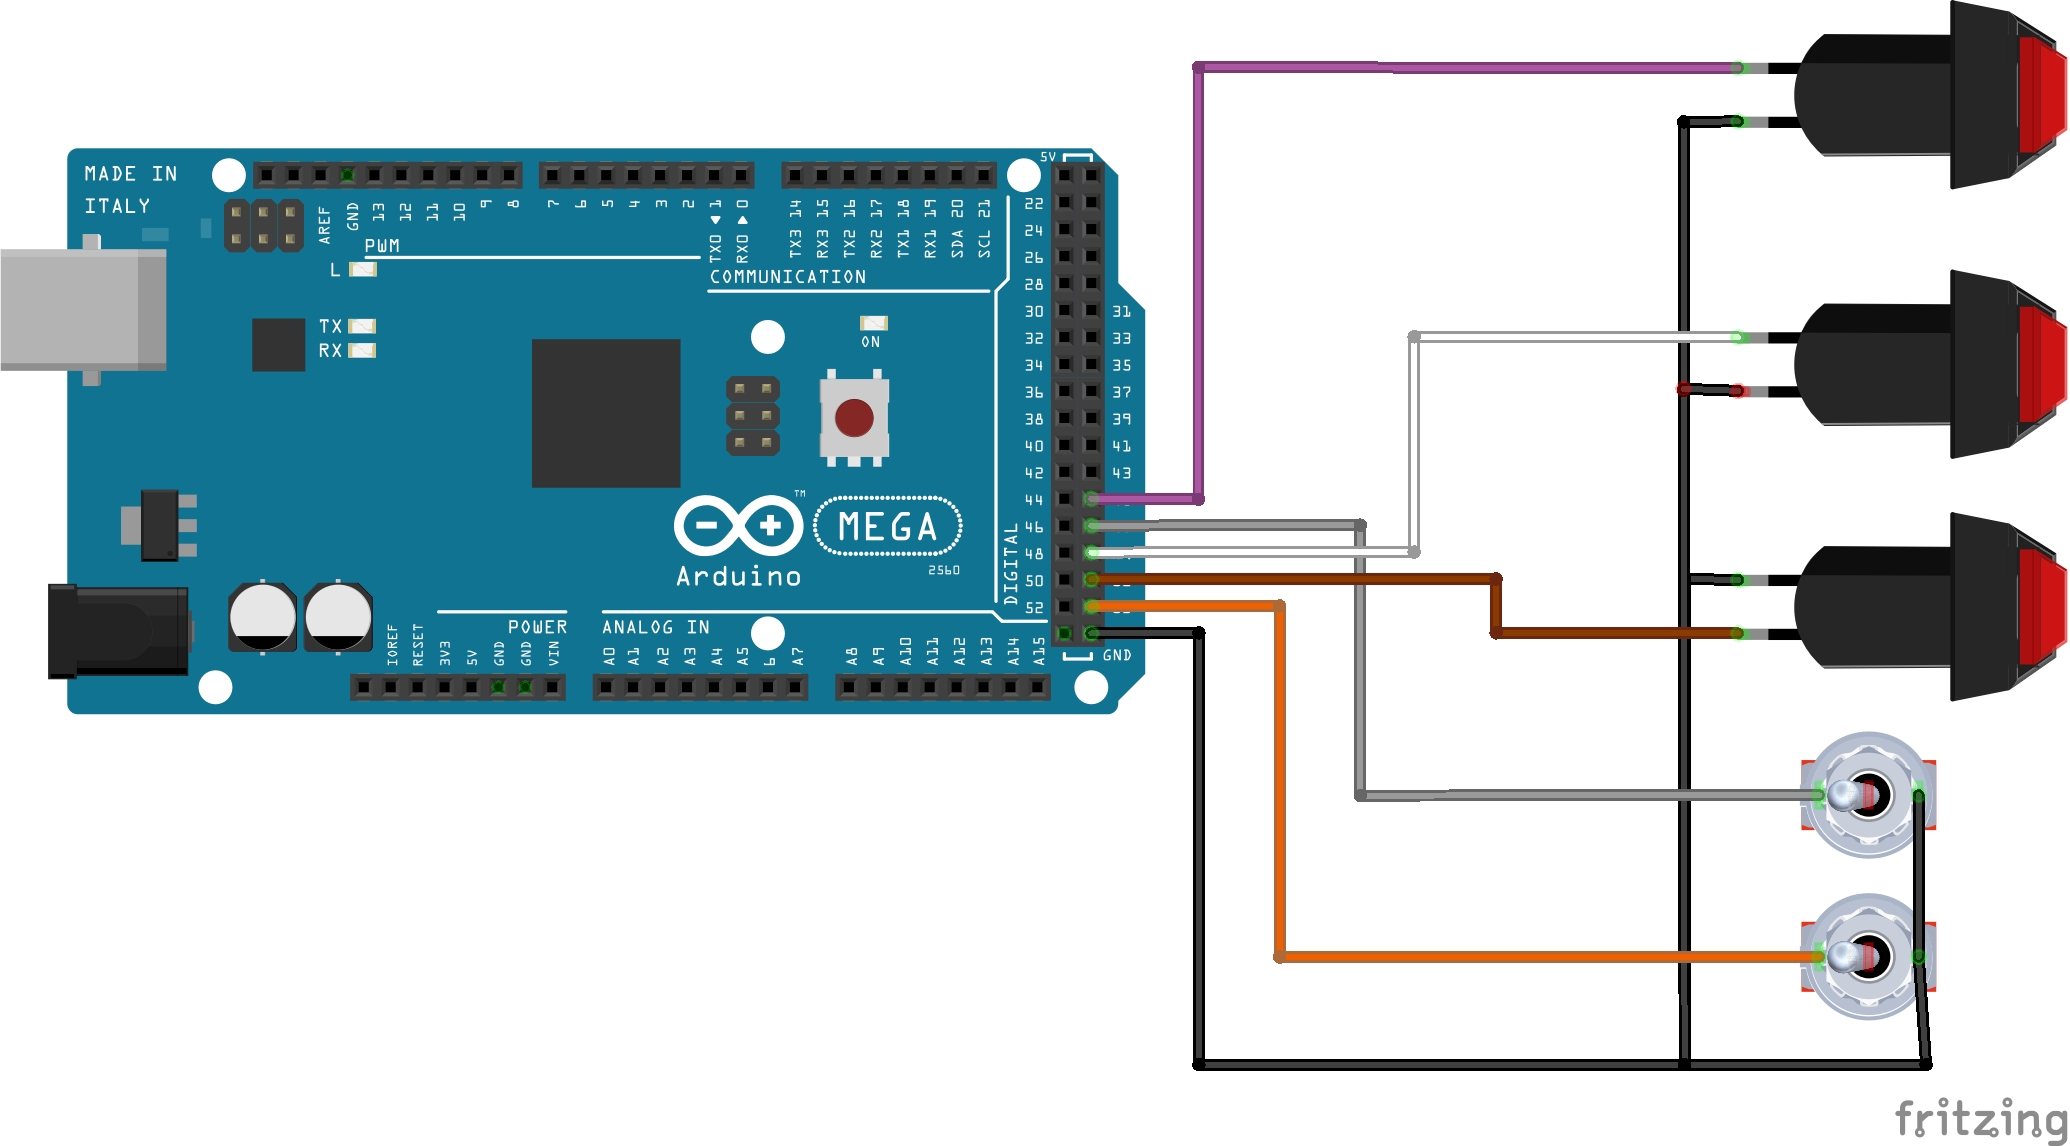 MADE IN
ITALY
AREF
GND
13
12
11
10
9
8
7
6
5
4
3
2
TX0 ◀ 1
RX0 ▶ 0
TX3 14
RX3 15
TX2 16
RX2 17
TX1 18
RX1 19
SDA 20
SCL 21
5V
PWM
COMMUNICATION
L
TX
RX
ON
22
24
26
28
30 31
32 33
34 35
36 37
38 39
40 41
42 43
44
46
48
50
52
DIGITAL
GND
TM
MEGA
Arduino
2560
POWER
ANALOG IN
IOREF
RESET
3V3
5V
GND
GND
VIN
A0
A1
A2
A3
A4
A5
6
A7
A8
A9
A10
A11
A12
A13
A14
A15
fritzing